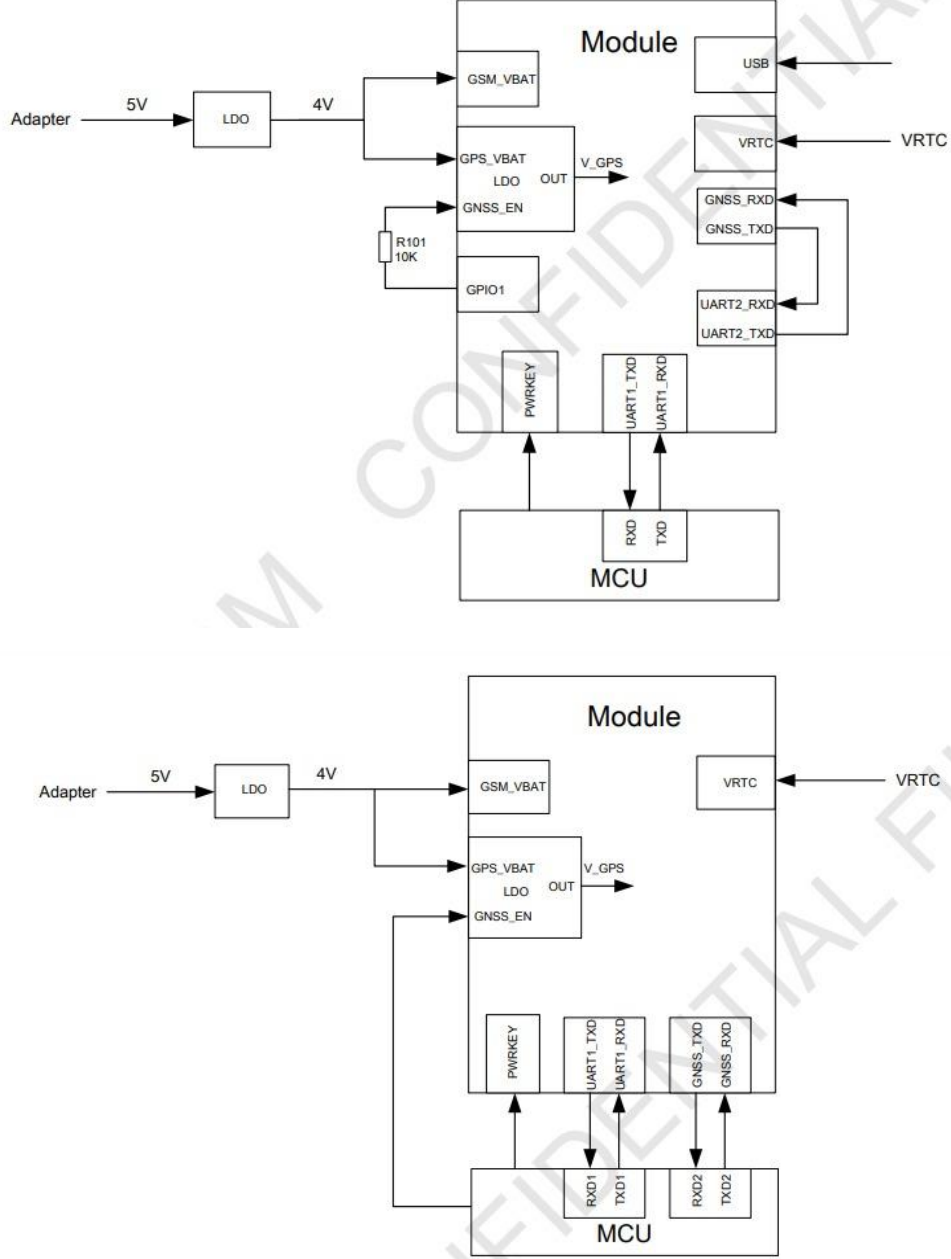 Module
USB
GSM_VBAT
5V
4V
Adapter
LDO
VRTC
VRTC
GPS_VBAT
V_GPS
LDO
OUT
GNSS_EN
GNSS_RXD
GNSS_TXD
R101
10K
GPIO1
UART2_RXD
UART2_TXD
PWRKEY
UART1_TXD
UART1_RXD
RXD
TXD
MCU
CONFIDENTIAL
Module
5V
4V
Adapter
LDO
GSM_VBAT
VRTC
VRTC
GPS_VBAT
V_GPS
LDO
OUT
GNSS_EN
PWRKEY
UART1_TXD
UART1_RXD
GNSS_TXD
GNSS_RXD
RXD1
TXD1
RXD2
TXD2
MCU
CONFIDENTIAL